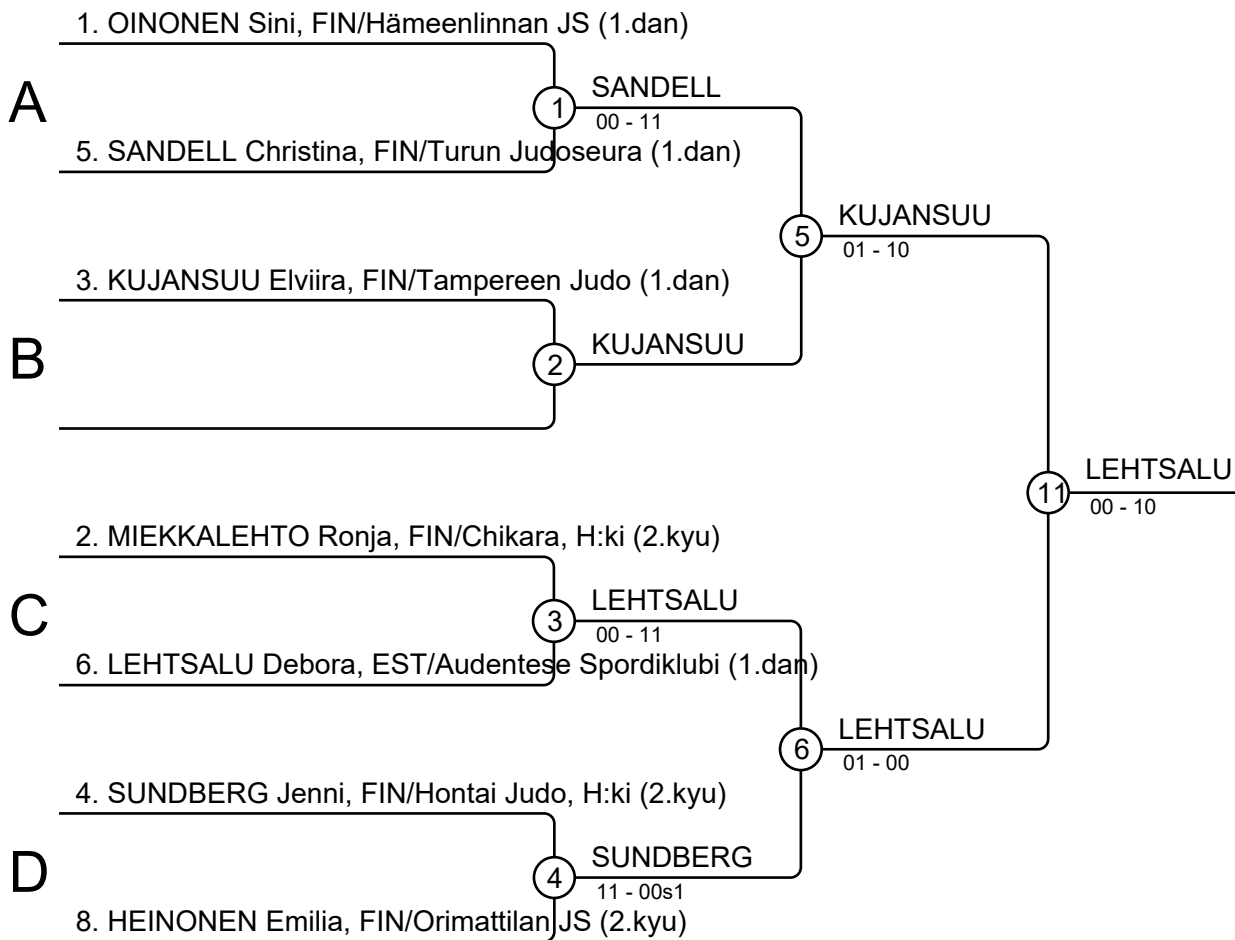 1. OINONEN Sini, FIN/Hämeenlinnan JS (1.dan)
A
1
SANDELL
00 - 11
5. SANDELL Christina, FIN/Turun Judoseura (1.dan)
5
KUJANSUU
01 - 10
3. KUJANSUU Elviira, FIN/Tampereen Judo (1.dan)
B
2
KUJANSUU
11
LEHTSALU
00 - 10
2. MIEKKALEHTO Ronja, FIN/Chikara, H:ki (2.kyu)
C
3
LEHTSALU
00 - 11
6. LEHTSALU Debora, EST/Audentese Spordiklubi (1.dan)
6
LEHTSALU
01 - 00
4. SUNDBERG Jenni, FIN/Hontai Judo, H:ki (2.kyu)
D
4
SUNDBERG
11 - 00s1
8. HEINONEN Emilia, FIN/Orimattilan JS (2.kyu)